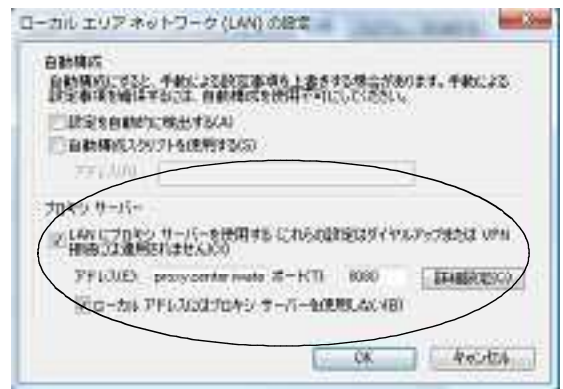 ローカル エリア ネットワーク (LAN) の設定
自動構成
自動構成にすると、手動による設定事項を上書きする場合があります。手動による
設定事項を確保するには、自動構成を使用不可にしてください。
設定を自動的に検出する(A)
自動構成スクリプトを使用する(S)
アドレス(R)
プロキシ サーバー
LAN にプロキシ サーバーを使用する (これらの設定はダイヤルアップまたは VPN
接続には適用されません)(X)
アドレス(E): proxy.center ポート(T): 8080 詳細設定(C)
ローカル アドレスにはプロキシ サーバーを使用しない(B)
OK キャンセル